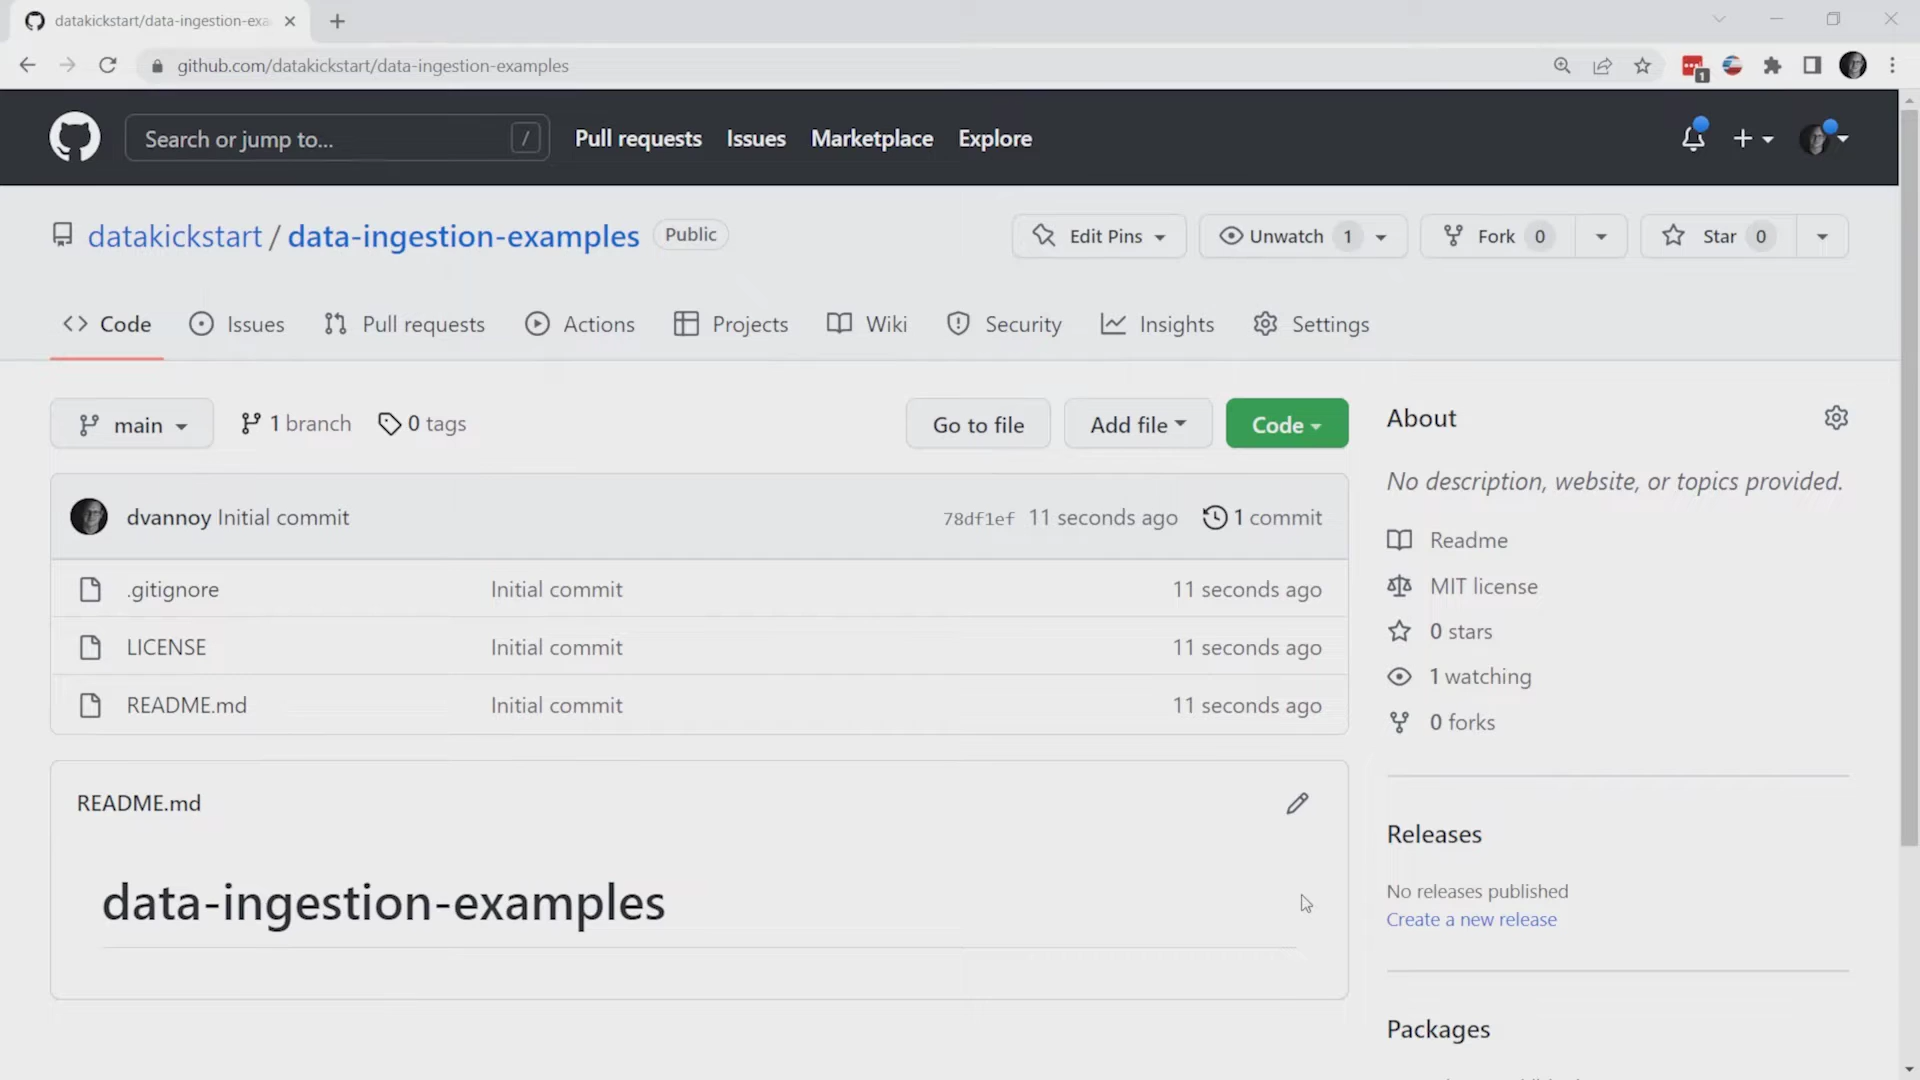 datakickstart/data-ingestion-exa
github.com/datakickstart/data-ingestion-examples
1
Search or jump to...
/
Pull requests
Issues
Marketplace
Explore
datakickstart / data-ingestion-examples
Public
Edit Pins
Unwatch 1
Fork 0
Star 0
Code
Issues
Pull requests
Actions
Projects
Wiki
Security
Insights
Settings
main
1 branch
0 tags
Go to file
Add file
Code
dvannoy Initial commit
78df1ef 11 seconds ago
1 commit
.gitignore
Initial commit
11 seconds ago
LICENSE
Initial commit
11 seconds ago
README.md
Initial commit
11 seconds ago
README.md
data-ingestion-examples
About
No description, website, or topics provided.
Readme
MIT license
0 stars
1 watching
0 forks
Releases
No releases published
Create a new release
Packages